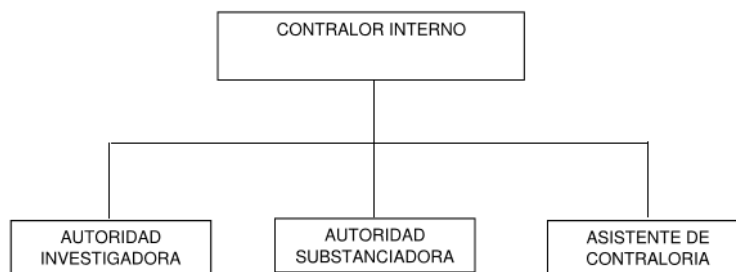 CONTRALOR INTERNO
AUTORIDAD
INVESTIGADORA
AUTORIDAD
SUBSTANCIADORA
ASISTENTE DE
CONTRALORIA